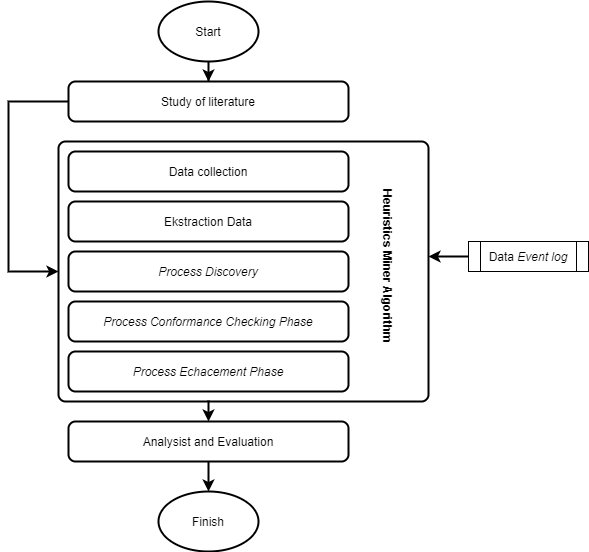 Start
Study of literature
Data collection
Ekstraction Data
Process Discovery
Process Conformance Checking Phase
Process Echacement Phase
Heuristics Miner Algorithm
Data Event log
Analysist and Evaluation
Finish